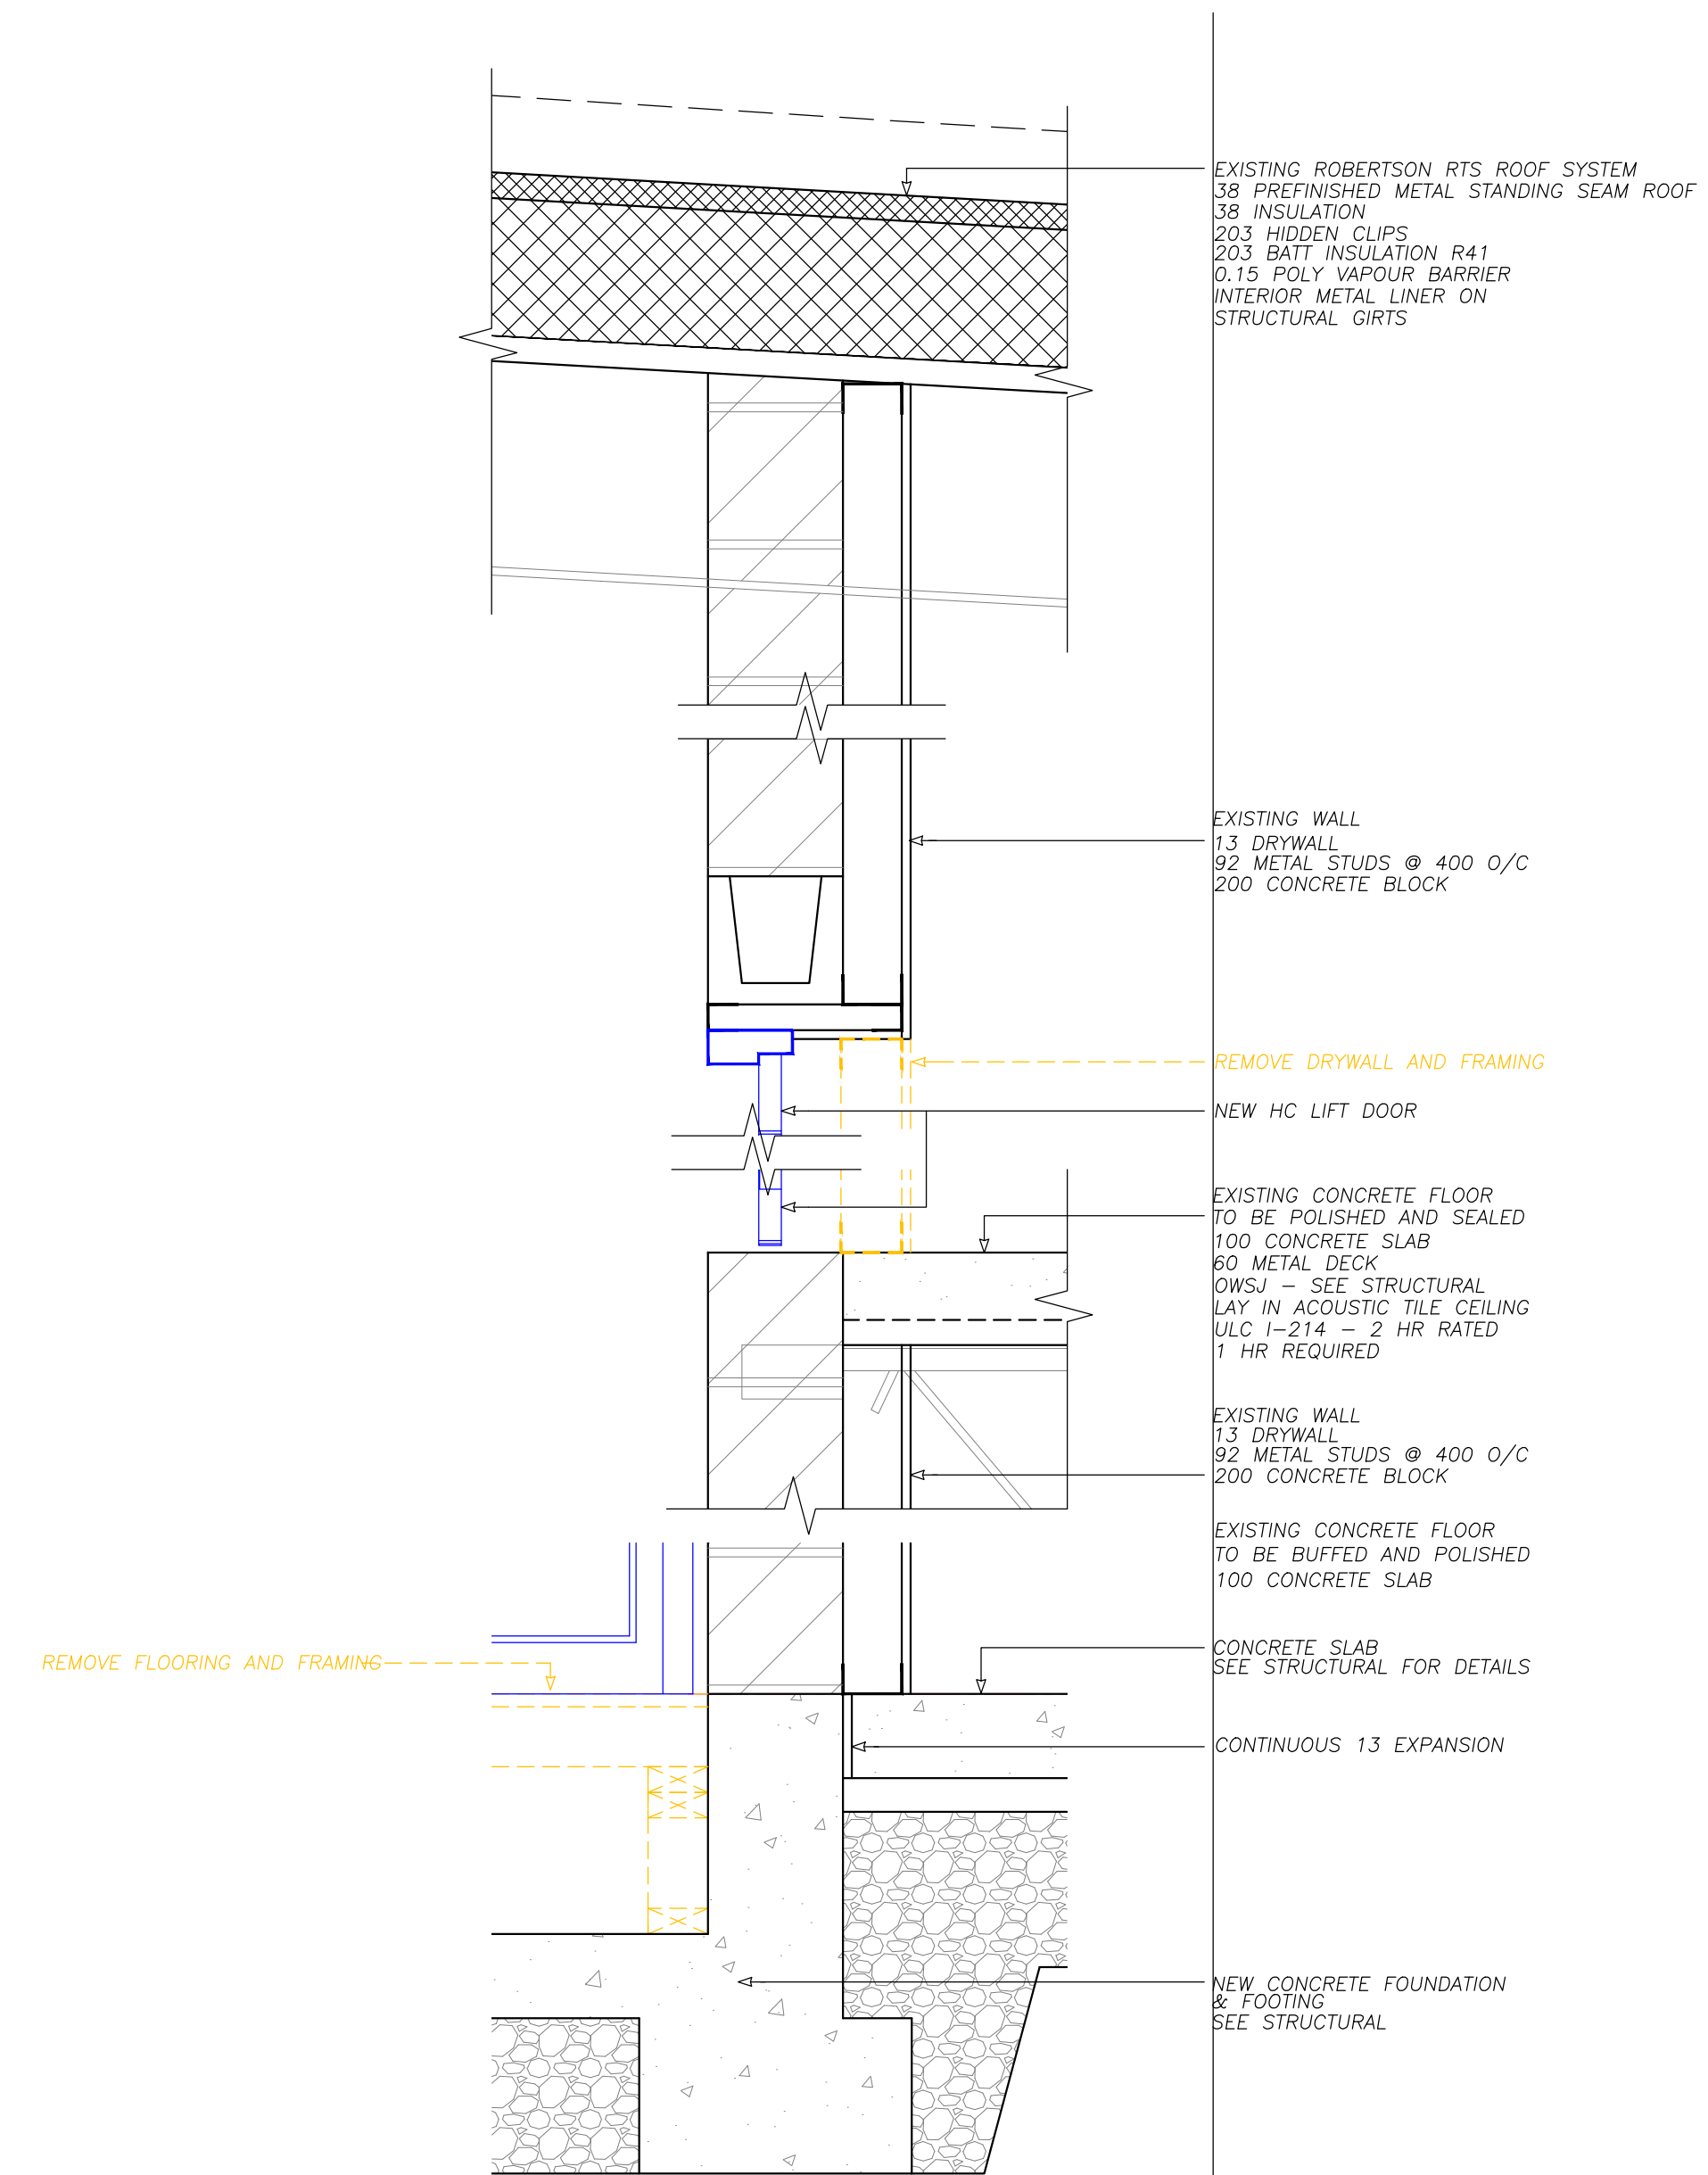 EXISTING ROBERTSON RTS ROOF SYSTEM
38 PREFINISHED METAL STANDING SEAM ROOF
38 INSULATION
203 HIDDEN CLIPS
203 BATT INSULATION R41
0.15 POLY VAPOUR BARRIER
INTERIOR METAL LINER ON
STRUCTURAL GIRTS
EXISTING WALL
13 DRYWALL
92 METAL STUDS @ 400 O/C
200 CONCRETE BLOCK
REMOVE DRYWALL AND FRAMING
NEW HC LIFT DOOR
EXISTING CONCRETE FLOOR
TO BE POLISHED AND SEALED
100 CONCRETE SLAB
60 METAL DECK
OWSJ – SEE STRUCTURAL
LAY IN ACOUSTIC TILE CEILING
ULC I–214 – 2 HR RATED
1 HR REQUIRED
EXISTING WALL
13 DRYWALL
92 METAL STUDS @ 400 O/C
200 CONCRETE BLOCK
EXISTING CONCRETE FLOOR
TO BE BUFFED AND POLISHED
100 CONCRETE SLAB
CONCRETE SLAB
SEE STRUCTURAL FOR DETAILS
REMOVE FLOORING AND FRAMING
CONTINUOUS 13 EXPANSION
NEW CONCRETE FOUNDATION
& FOOTING
SEE STRUCTURAL